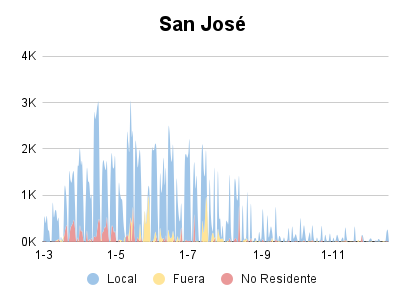 San José
4K
3K
2K
1K
0K
1-3 1-5 1-7 1-9 1-11
Local Fuera No Residente